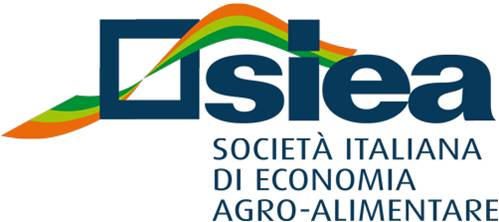 siea
SOCIETÀ ITALIANA
DI ECONOMIA
AGRO-ALIMENTARE